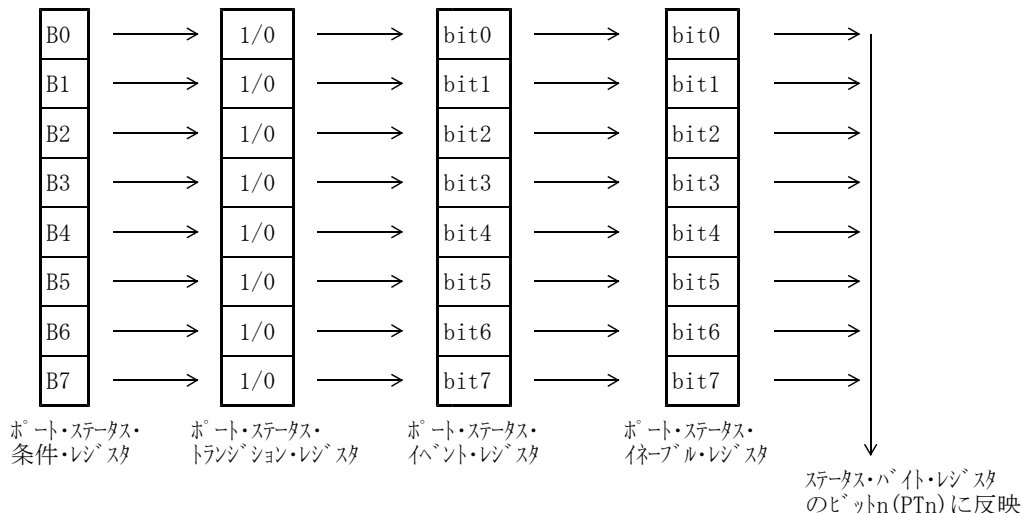 B0 1/0 bit0 bit0
B1 1/0 bit1 bit1
B2 1/0 bit2 bit2
B3 1/0 bit3 bit3
B4 1/0 bit4 bit4
B5 1/0 bit5 bit5
B6 1/0 bit6 bit6
B7 1/0 bit7 bit7
ﾎﾟｰﾄ・ｽﾃｰﾀｽ・
条件・ﾚｼﾞｽﾀ
ﾎﾟｰﾄ・ｽﾃｰﾀｽ・
ﾄﾗﾝｼﾞｼｮﾝ・ﾚｼﾞｽﾀ
ﾎﾟｰﾄ・ｽﾃｰﾀｽ・
ｲﾍﾞﾝﾄ・ﾚｼﾞｽﾀ
ﾎﾟｰﾄ・ｽﾃｰﾀｽ・
ｲﾈｰﾌﾞﾙ・ﾚｼﾞｽﾀ
ｽﾃｰﾀｽ・ﾊﾞｲﾄ・ﾚｼﾞｽﾀ
のﾋﾞｯﾄn(PTn)に反映